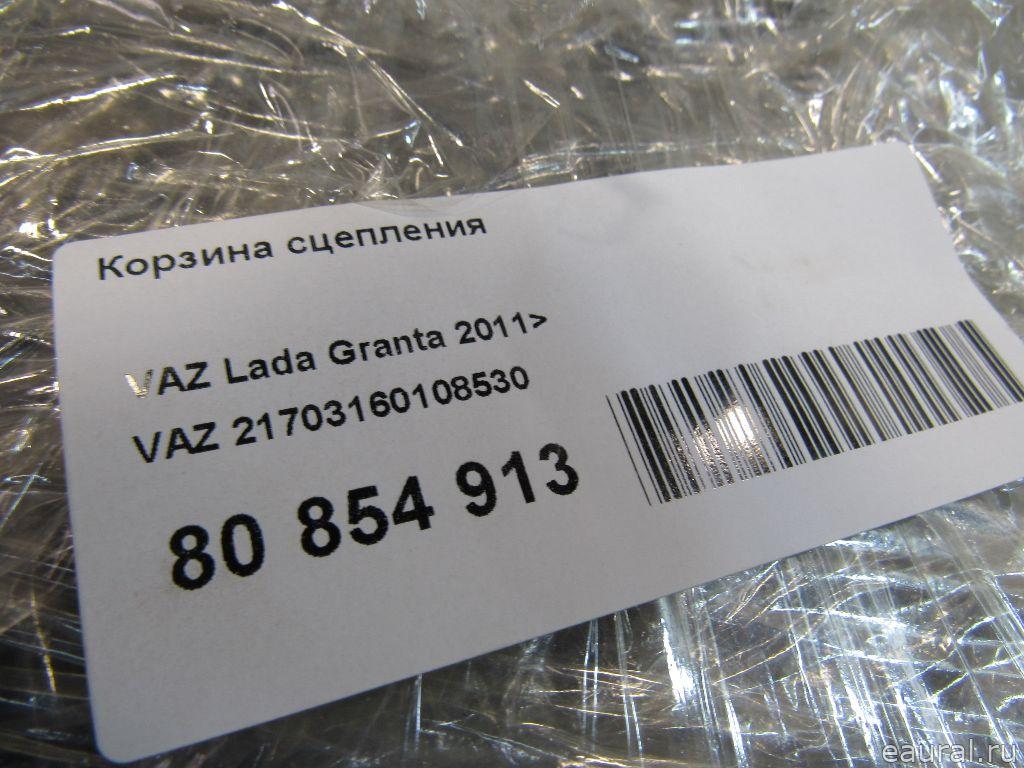 Корзина сцепления
VAZ Lada Granta 2011>
VAZ 21703160108530
80 854 913
eaural.ru